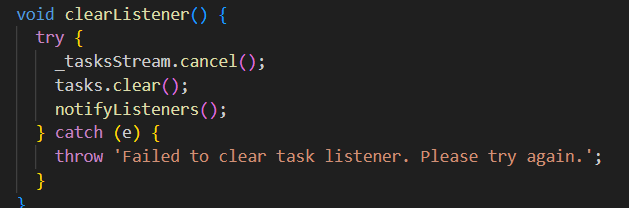 void clearListener() {
try {
_tasksStream.cancel();
tasks.clear();
notifyListeners();
} catch (e) {
throw 'Failed to clear task listener. Please try again.';
}
}